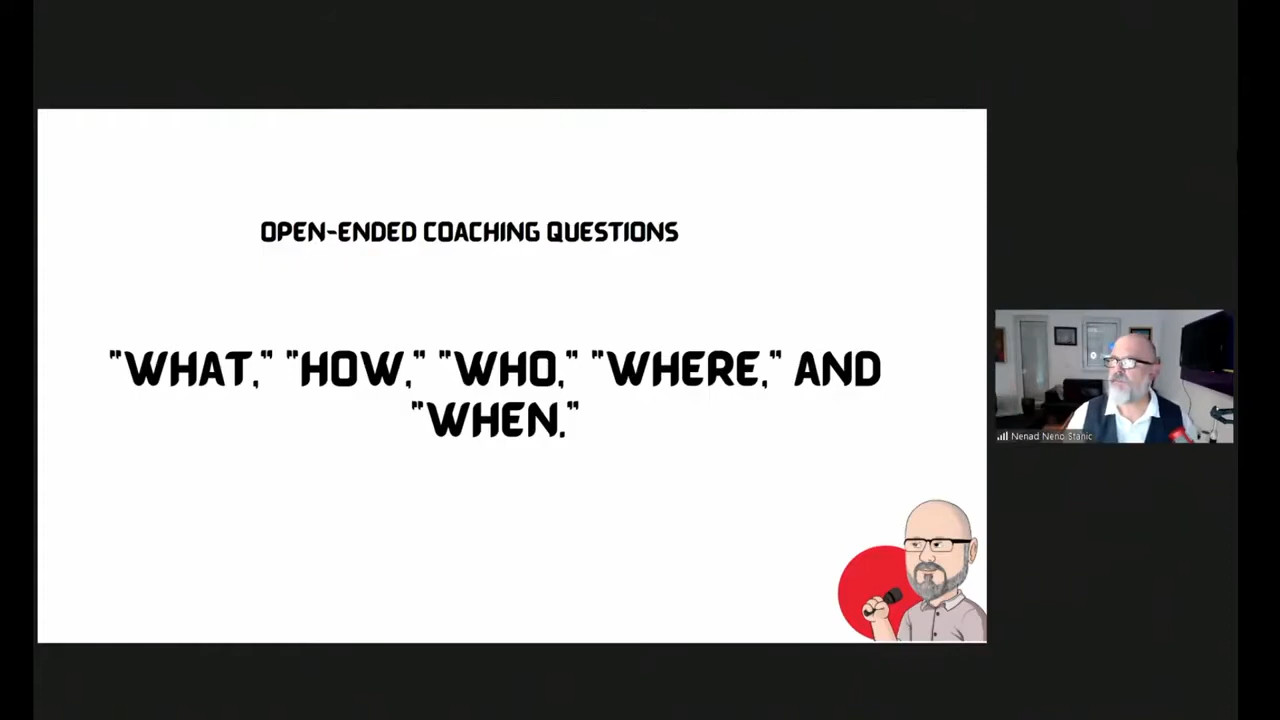 OPEN-ENDED COACHING QUESTIONS
"WHAT," "HOW," "WHO," "WHERE," AND
"WHEN."
Nenad Neno Stanic